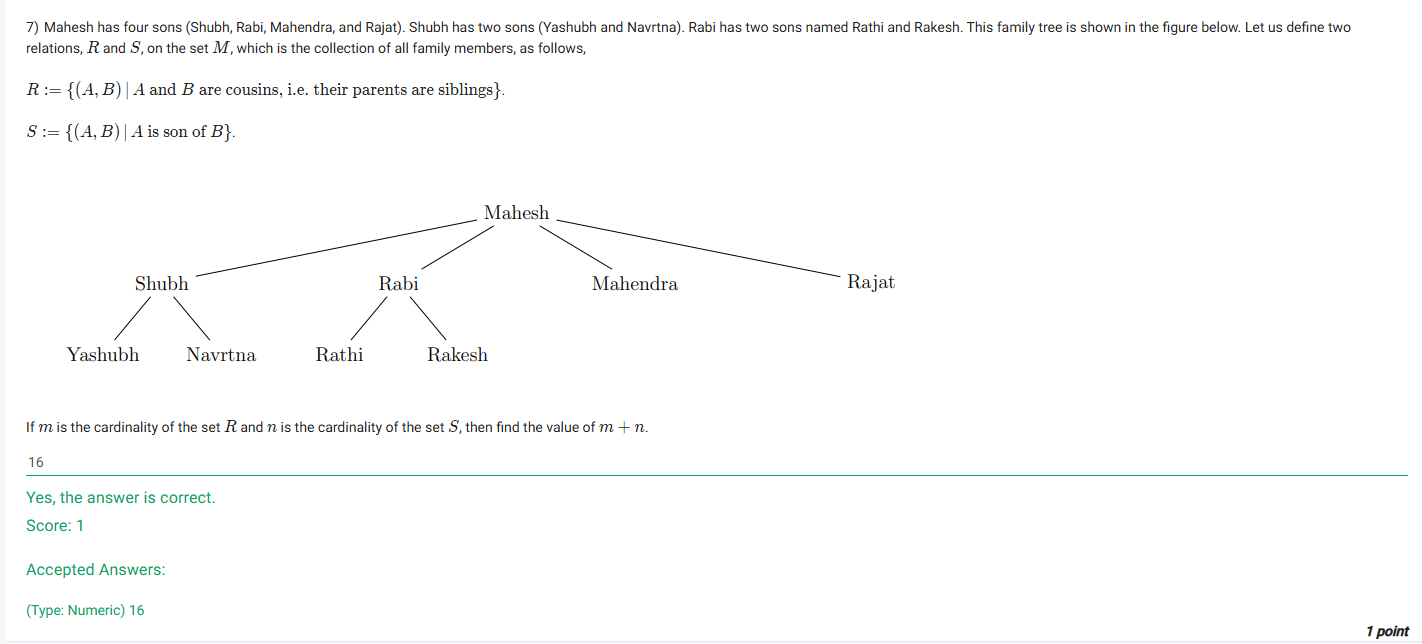 7) Mahesh has four sons (Shubh, Rabi, Mahendra, and Rajat). Shubh has two sons (Yashubh and Navrtna). Rabi has two sons named Rathi and Rakesh. This family tree is shown in the figure below. Let us define two
relations, R and S, on the set M, which is the collection of all family members, as follows,
R := {(A, B) | A and B are cousins, i.e. their parents are siblings}.
S := {(A, B) | A is son of B}.
Mahesh
Shubh Rabi Mahendra Rajat
Yashubh Navrtna Rathi Rakesh
If m is the cardinality of the set R and n is the cardinality of the set S, then find the value of m + n.
16
Yes, the answer is correct.
Score: 1
Accepted Answers:
(Type: Numeric) 16
1 point